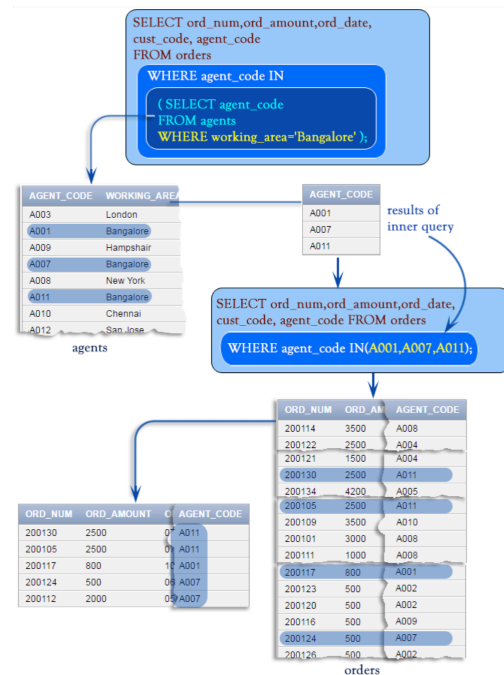 SELECT ord_num,ord_amount,ord_date,
cust_code, agent_code
FROM orders
WHERE agent_code IN
( SELECT agent_code
FROM agents
WHERE working_area='Bangalore' );
AGENT_CODE WORKING_AREA
A003 London
A001 Bangalore
A009 Hampshair
A007 Bangalore
A008 New York
A011 Bangalore
A010 Chennai
A012 San Jose
agents
AGENT_CODE
A001
A007
A011
results of
inner query
SELECT ord_num,ord_amount,ord_date,
cust_code, agent_code FROM orders
WHERE agent_code IN(A001,A007,A011);
ORD_NUM ORD_AM AGENT_CODE
200114 3500 A008
200122 2500 A004
200121 1500 A004
200130 2500 A011
200134 4200 A005
200105 2500 A011
200109 3500 A010
200101 3000 A008
200111 1000 A008
200117 800 A001
200123 500 A002
200120 500 A002
200116 500 A009
200124 500 A007
200126 500 A002
orders
ORD_NUM ORD_AMOUNT O AGENT_CODE
200130 2500 07 A011
200105 2500 A011
200117 800 10 A001
200124 500 06 A007
200112 2000 05 A007